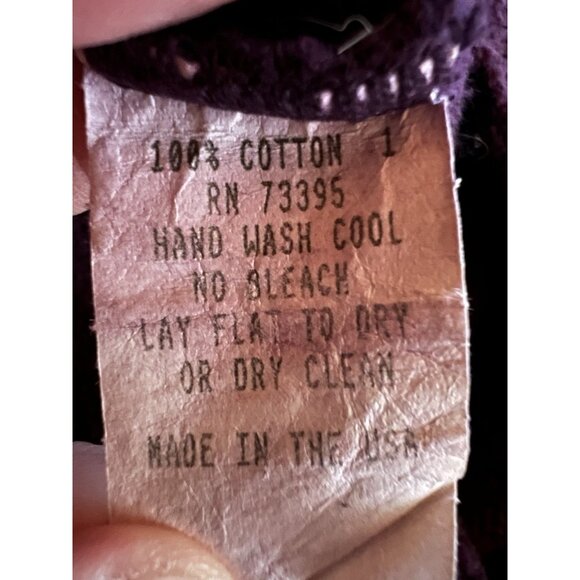 100% COTTON 1
RN 73395
HAND WASH COOL
NO BLEACH
LAY FLAT TO DRY
OR DRY CLEAN
MADE IN THE USA